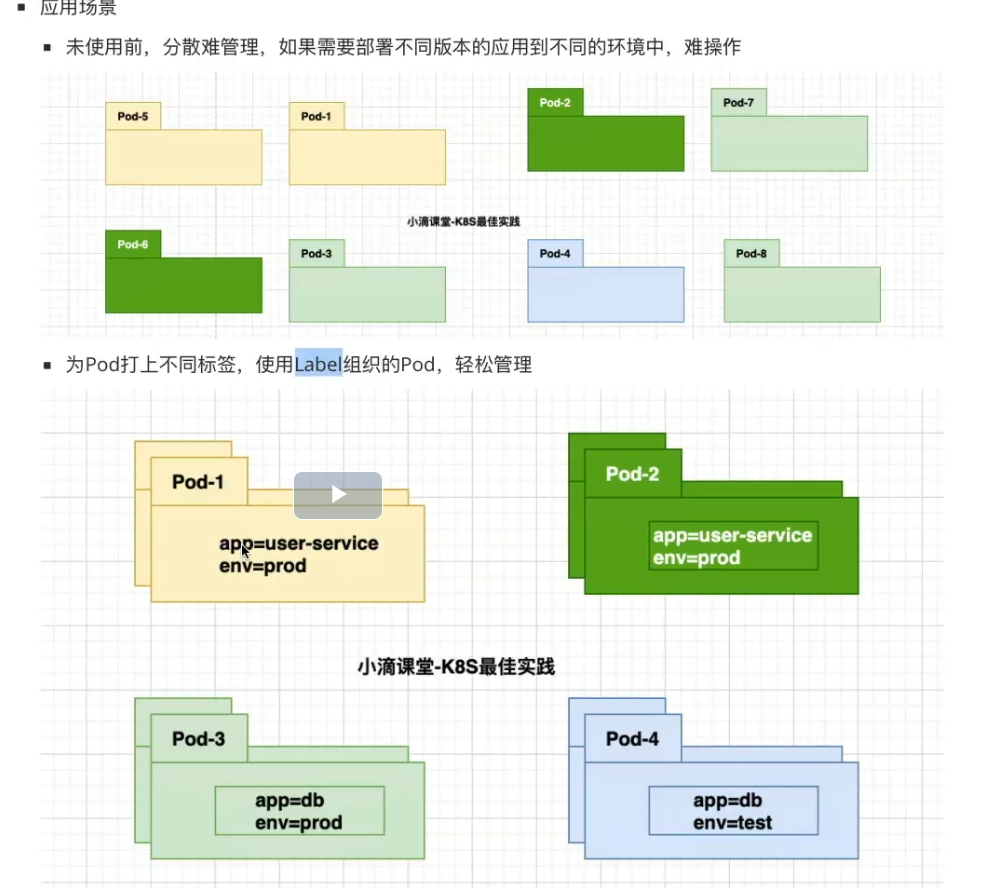 应用场景
未使用前，分散难管理，如果需要部署不同版本的应用到不同的环境中，难操作
Pod-5
Pod-1
Pod-2
Pod-7
小滴课堂-K8S最佳实践
Pod-6
Pod-3
Pod-4
Pod-8
为Pod打上不同标签，使用Label组织的Pod，轻松管理
Pod-1
app=user-service
env=prod
Pod-2
app=user-service
env=prod
小滴课堂-K8S最佳实践
Pod-3
app=db
env=prod
Pod-4
app=db
env=test